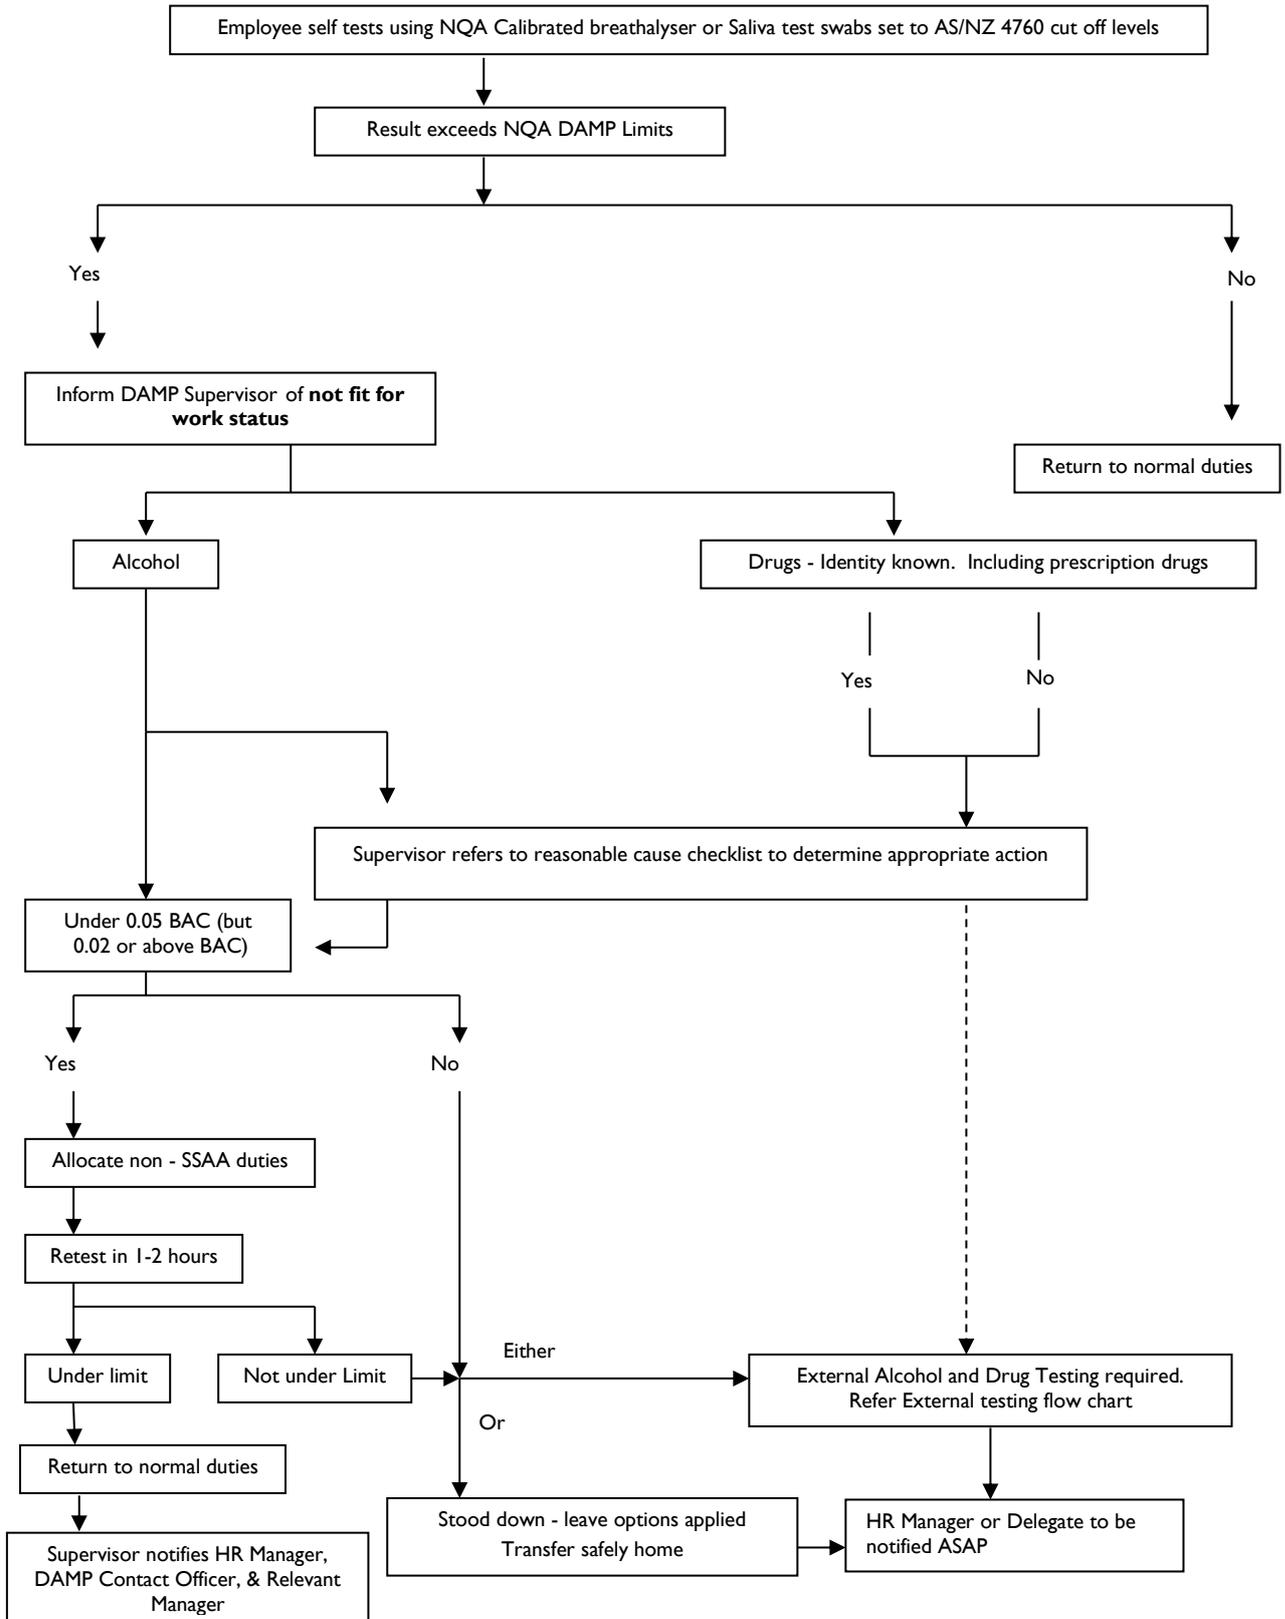 Employee self tests using NQA Calibrated breathalyser or Saliva test swabs set to AS/NZ 4760 cut off levels
Result exceeds NQA DAMP Limits
Yes
No
Inform DAMP Supervisor of not fit for
work status
Return to normal duties
Alcohol
Drugs - Identity known. Including prescription drugs
Yes
No
Supervisor refers to reasonable cause checklist to determine appropriate action
Under 0.05 BAC (but
0.02 or above BAC)
Yes
No
Allocate non - SSAA duties
Retest in 1-2 hours
Either
Under limit
Not under Limit
External Alcohol and Drug Testing required.
Refer External testing flow chart
Or
Return to normal duties
Stood down - leave options applied
Transfer safely home
HR Manager or Delegate to be
notified ASAP
Supervisor notifies HR Manager,
DAMP Contact Officer, & Relevant
Manager